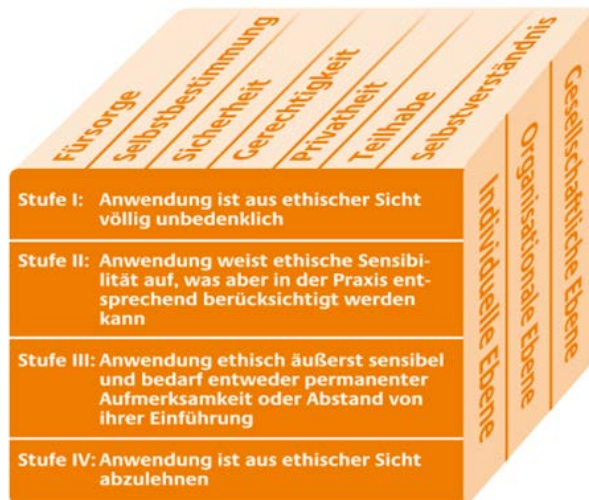 Fürsorge
Selbstbestimmung
Sicherheit
Gerechtigkeit
Privatheit
Teilhabe
Selbstverständnis
Stufe I: Anwendung ist aus ethischer Sicht
völlig unbedenklich
Stufe II: Anwendung weist ethische Sensibi-
lität auf, was aber in der Praxis ent-
sprechend berücksichtigt werden
kann
Stufe III: Anwendung ethisch äußerst sensibel
und bedarf entweder permanenter
Aufmerksamkeit oder Abstand von
ihrer Einführung
Stufe IV: Anwendung ist aus ethischer Sicht
abzulehnen
Individuelle Ebene
Organisationale Ebene
Gesellschaftliche Ebene